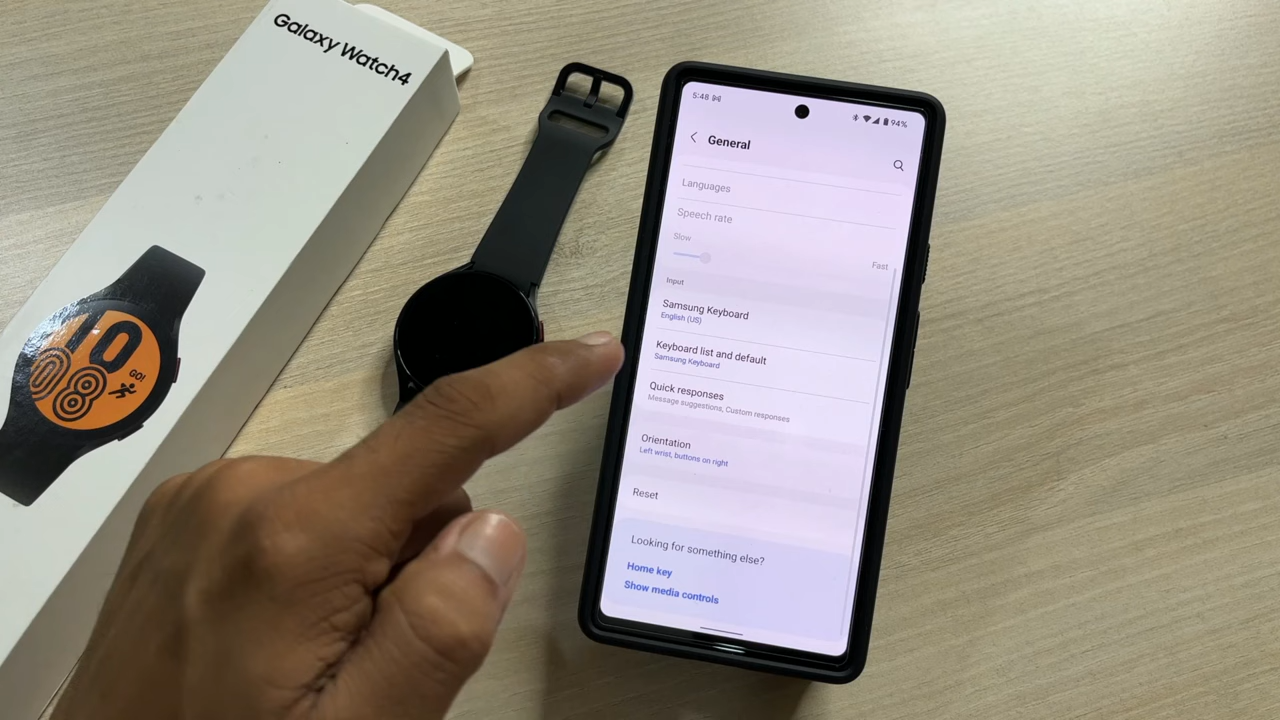 Galaxy Watch4
10
08
GO!
5:48
94%
General
Languages
Speech rate
Slow
Fast
Input
Samsung Keyboard
English (US)
Keyboard list and default
Samsung Keyboard
Quick responses
Message suggestions, Custom responses
Orientation
Left wrist, buttons on right
Reset
Looking for something else?
Home key
Show media controls